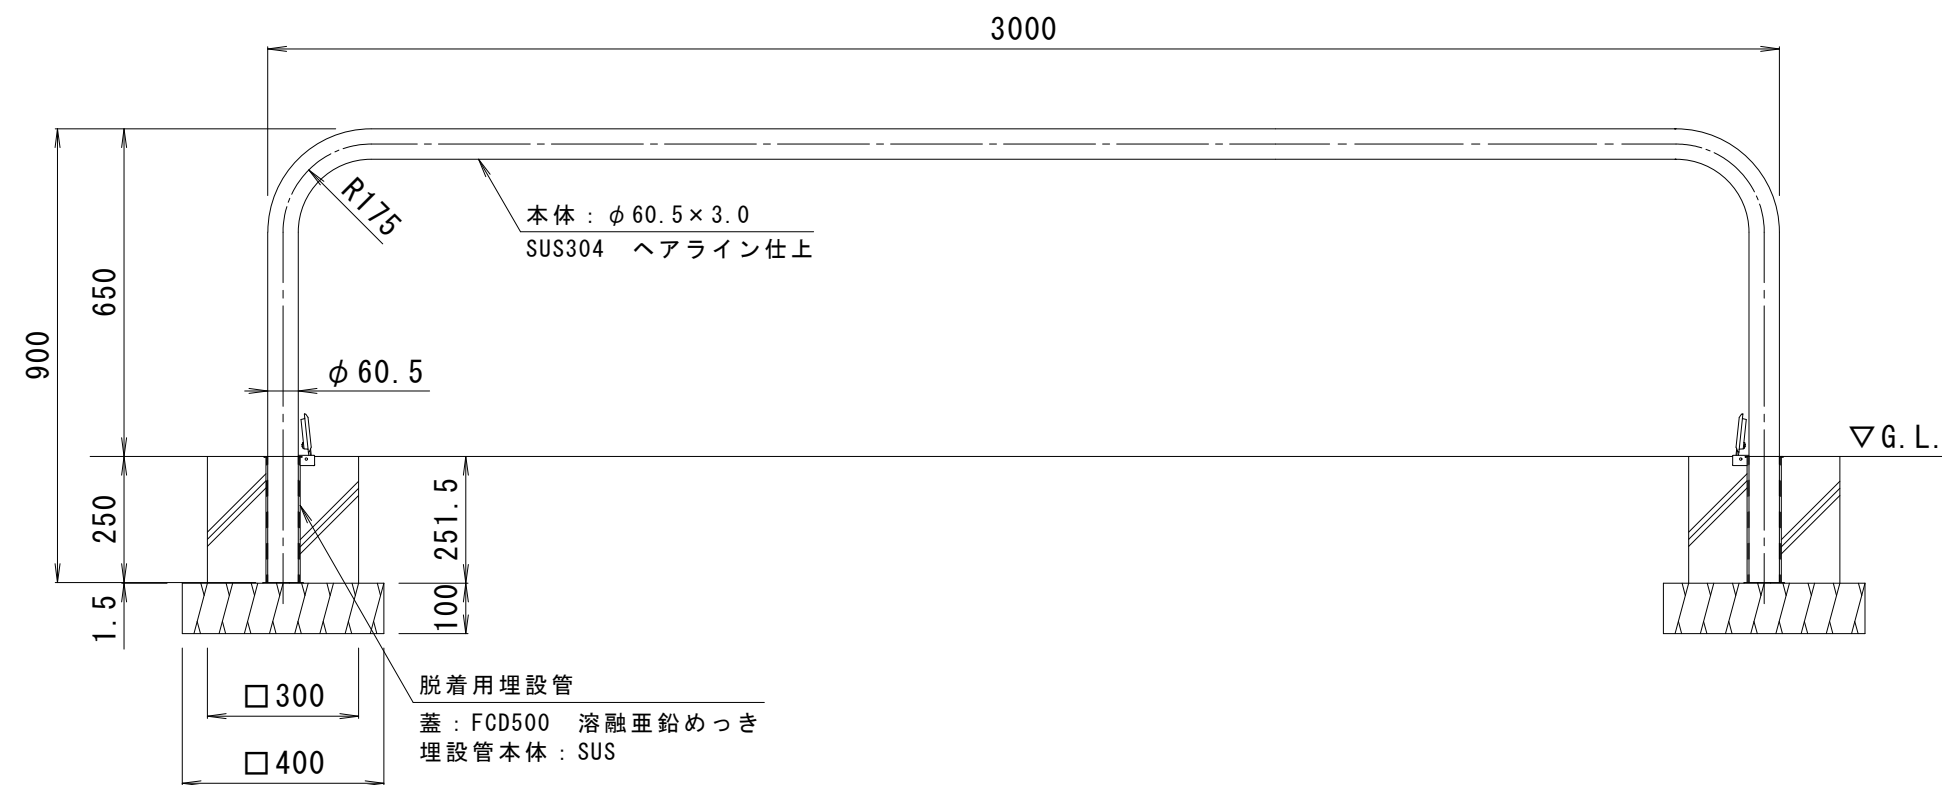 3000
R175
本体：φ60.5×3.0
SUS304　ヘアライン仕上
650
900
φ60.5
▽G.L.
250
251.5
1.5
100
□300
□400
脱着用埋設管
蓋：FCD500　溶融亜鉛めっき
埋設管本体：SUS